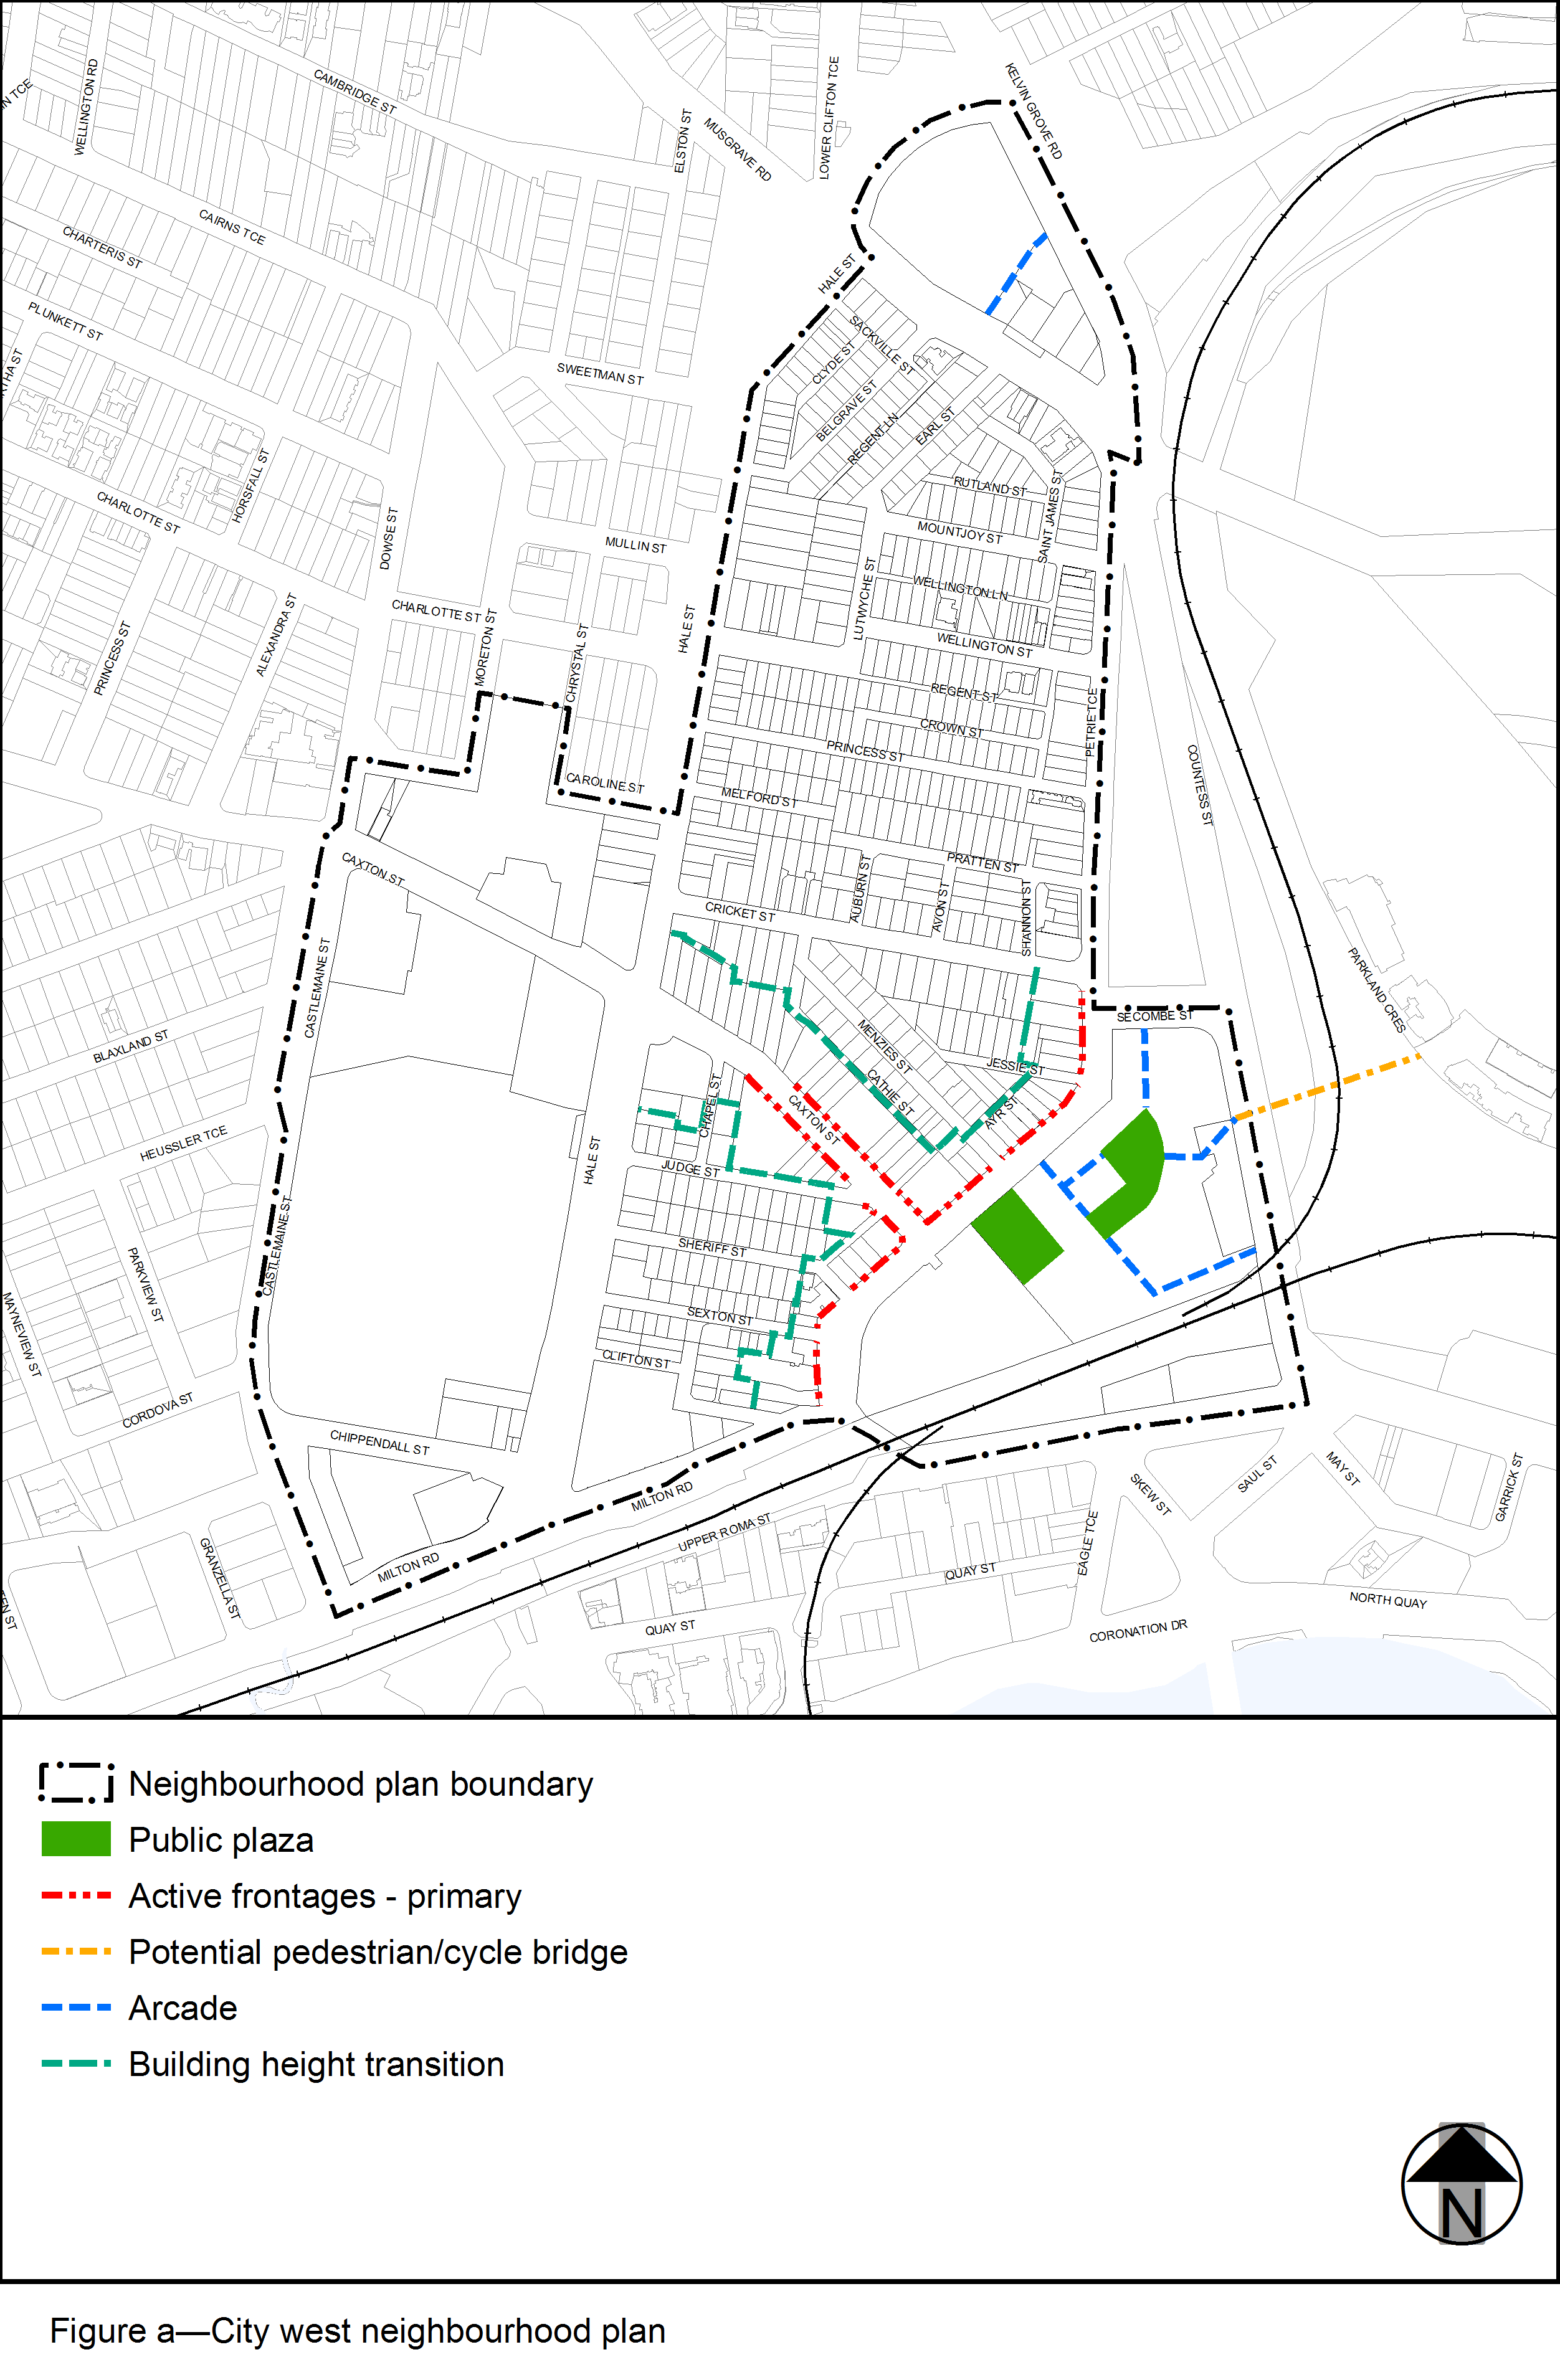 WELLINGTON RD
CAMBRIDGE ST
ELSTON ST
MUSGRAVE RD
LOWER CLIFTON TCE
KELVIN GROVE RD
CAIRNS TCE
CHARTERIS ST
PLUNKETT ST
HALE ST
SACKVILLE ST
CLYDE ST
BELGRAVE ST
REGENT LN
EARL ST
SWEETMAN ST
HORSFALL ST
CHARLOTTE ST
DOWSE ST
MULLIN ST
RUTLAND ST
SAINT JAMES ST
MOUNTJOY ST
LUTWYCHE ST
WELLINGTON LN
WELLINGTON ST
PRINCESS ST
ALEXANDRA ST
CHARLOTTE ST
MORETON ST
CHRYSTAL ST
HALE ST
REGENT ST
CROWN ST
PRINCESS ST
PETRIE TCE
COUNTESS ST
CAROLINE ST
MELFORD ST
CAXTON ST
PRATTEN ST
AUBURN ST
AVON ST
SHANNON ST
CRICKET ST
CASTLEMAINE ST
PARKLAND CRES
SECOMBE ST
BLAXLAND ST
MENZIES ST
JESSIE ST
CATHIE ST
AYR ST
CHAPEL ST
CAXTON ST
HEUSSLER TCE
HALE ST
JUDGE ST
CASTLEMAINE ST
PARKVIEW ST
SHERIFF ST
MAYNEVIEW ST
SEXTON ST
CLIFTON ST
CORDOVA ST
CHIPPENDALL ST
MILTON RD
UPPER ROMA ST
MILTON RD
GRANZELLA ST
QUAY ST
QUAY ST
EAGLE TCE
SKEW ST
SAUL ST
MAY ST
GARRICK ST
NORTH QUAY
CORONATION DR
Neighbourhood plan boundary
Public plaza
Active frontages - primary
Potential pedestrian/cycle bridge
Arcade
Building height transition
N
Figure a—City west neighbourhood plan